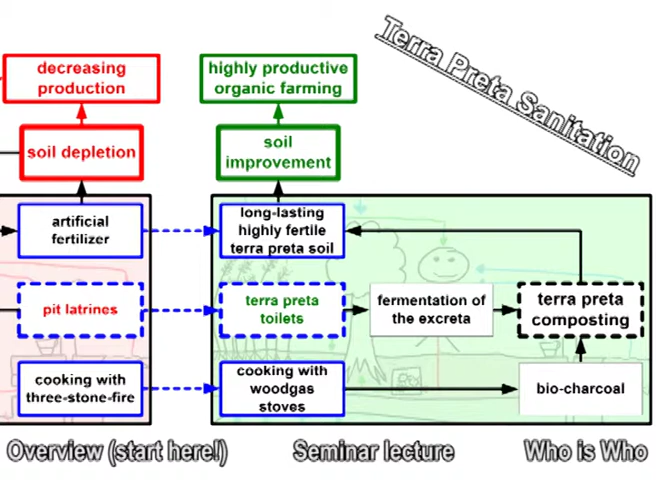 Terra Preta Sanitation
decreasing
production
highly productive
organic farming
soil depletion
soil
improvement
artificial
fertilizer
long-lasting
highly fertile
terra preta soil
pit latrines
terra preta
toilets
fermentation of
the excreta
terra preta
composting
cooking with
three-stone-fire
cooking with
woodgas
stoves
bio-charcoal
Overview (start here!)
Seminar lecture
Who is Who